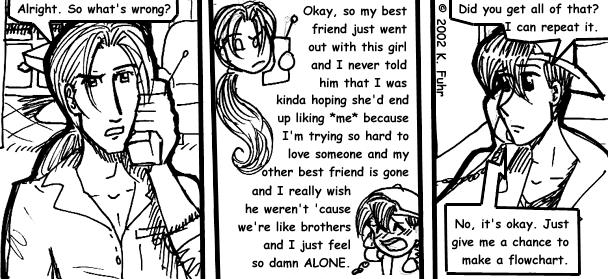 Alright. So what's wrong?
Okay, so my best
friend just went
out with this girl
and I never told
him that I was
kinda hoping she'd end
up liking *me* because
I'm trying so hard to
love someone and my
other best friend is gone
and I really wish
he weren't 'cause
we're like brothers
and I just feel
so damn ALONE.
© 2002 K. Fuhr
Did you get all of that?
I can repeat it.
No, it's okay. Just
give me a chance to
make a flowchart.